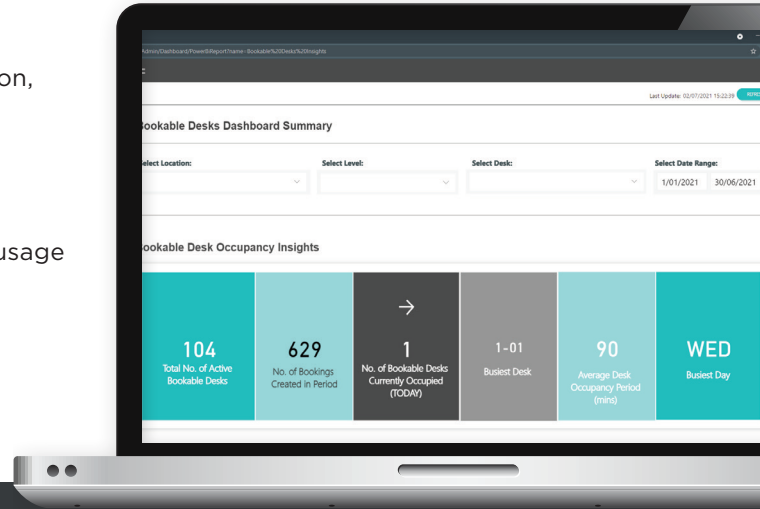 on,
usage
Admin/Dashboard/PowerBIReport?name=Bookable%20Desks%20Insights
Last Update: 02/07/2021 15:22:39
Bookable Desks Dashboard Summary
Select Location:
Select Level:
Select Desk:
Select Date Range:
1/01/2021 30/06/2021
Bookable Desk Occupancy Insights
104
Total No. of Active
Bookable Desks
629
No. of Bookings
Created in Period
1
No. of Bookable Desks
Currently Occupied
(TODAY)
1-01
Busiest Desk
90
Average Desk
Occupancy Period
(mins)
WED
Busiest Day